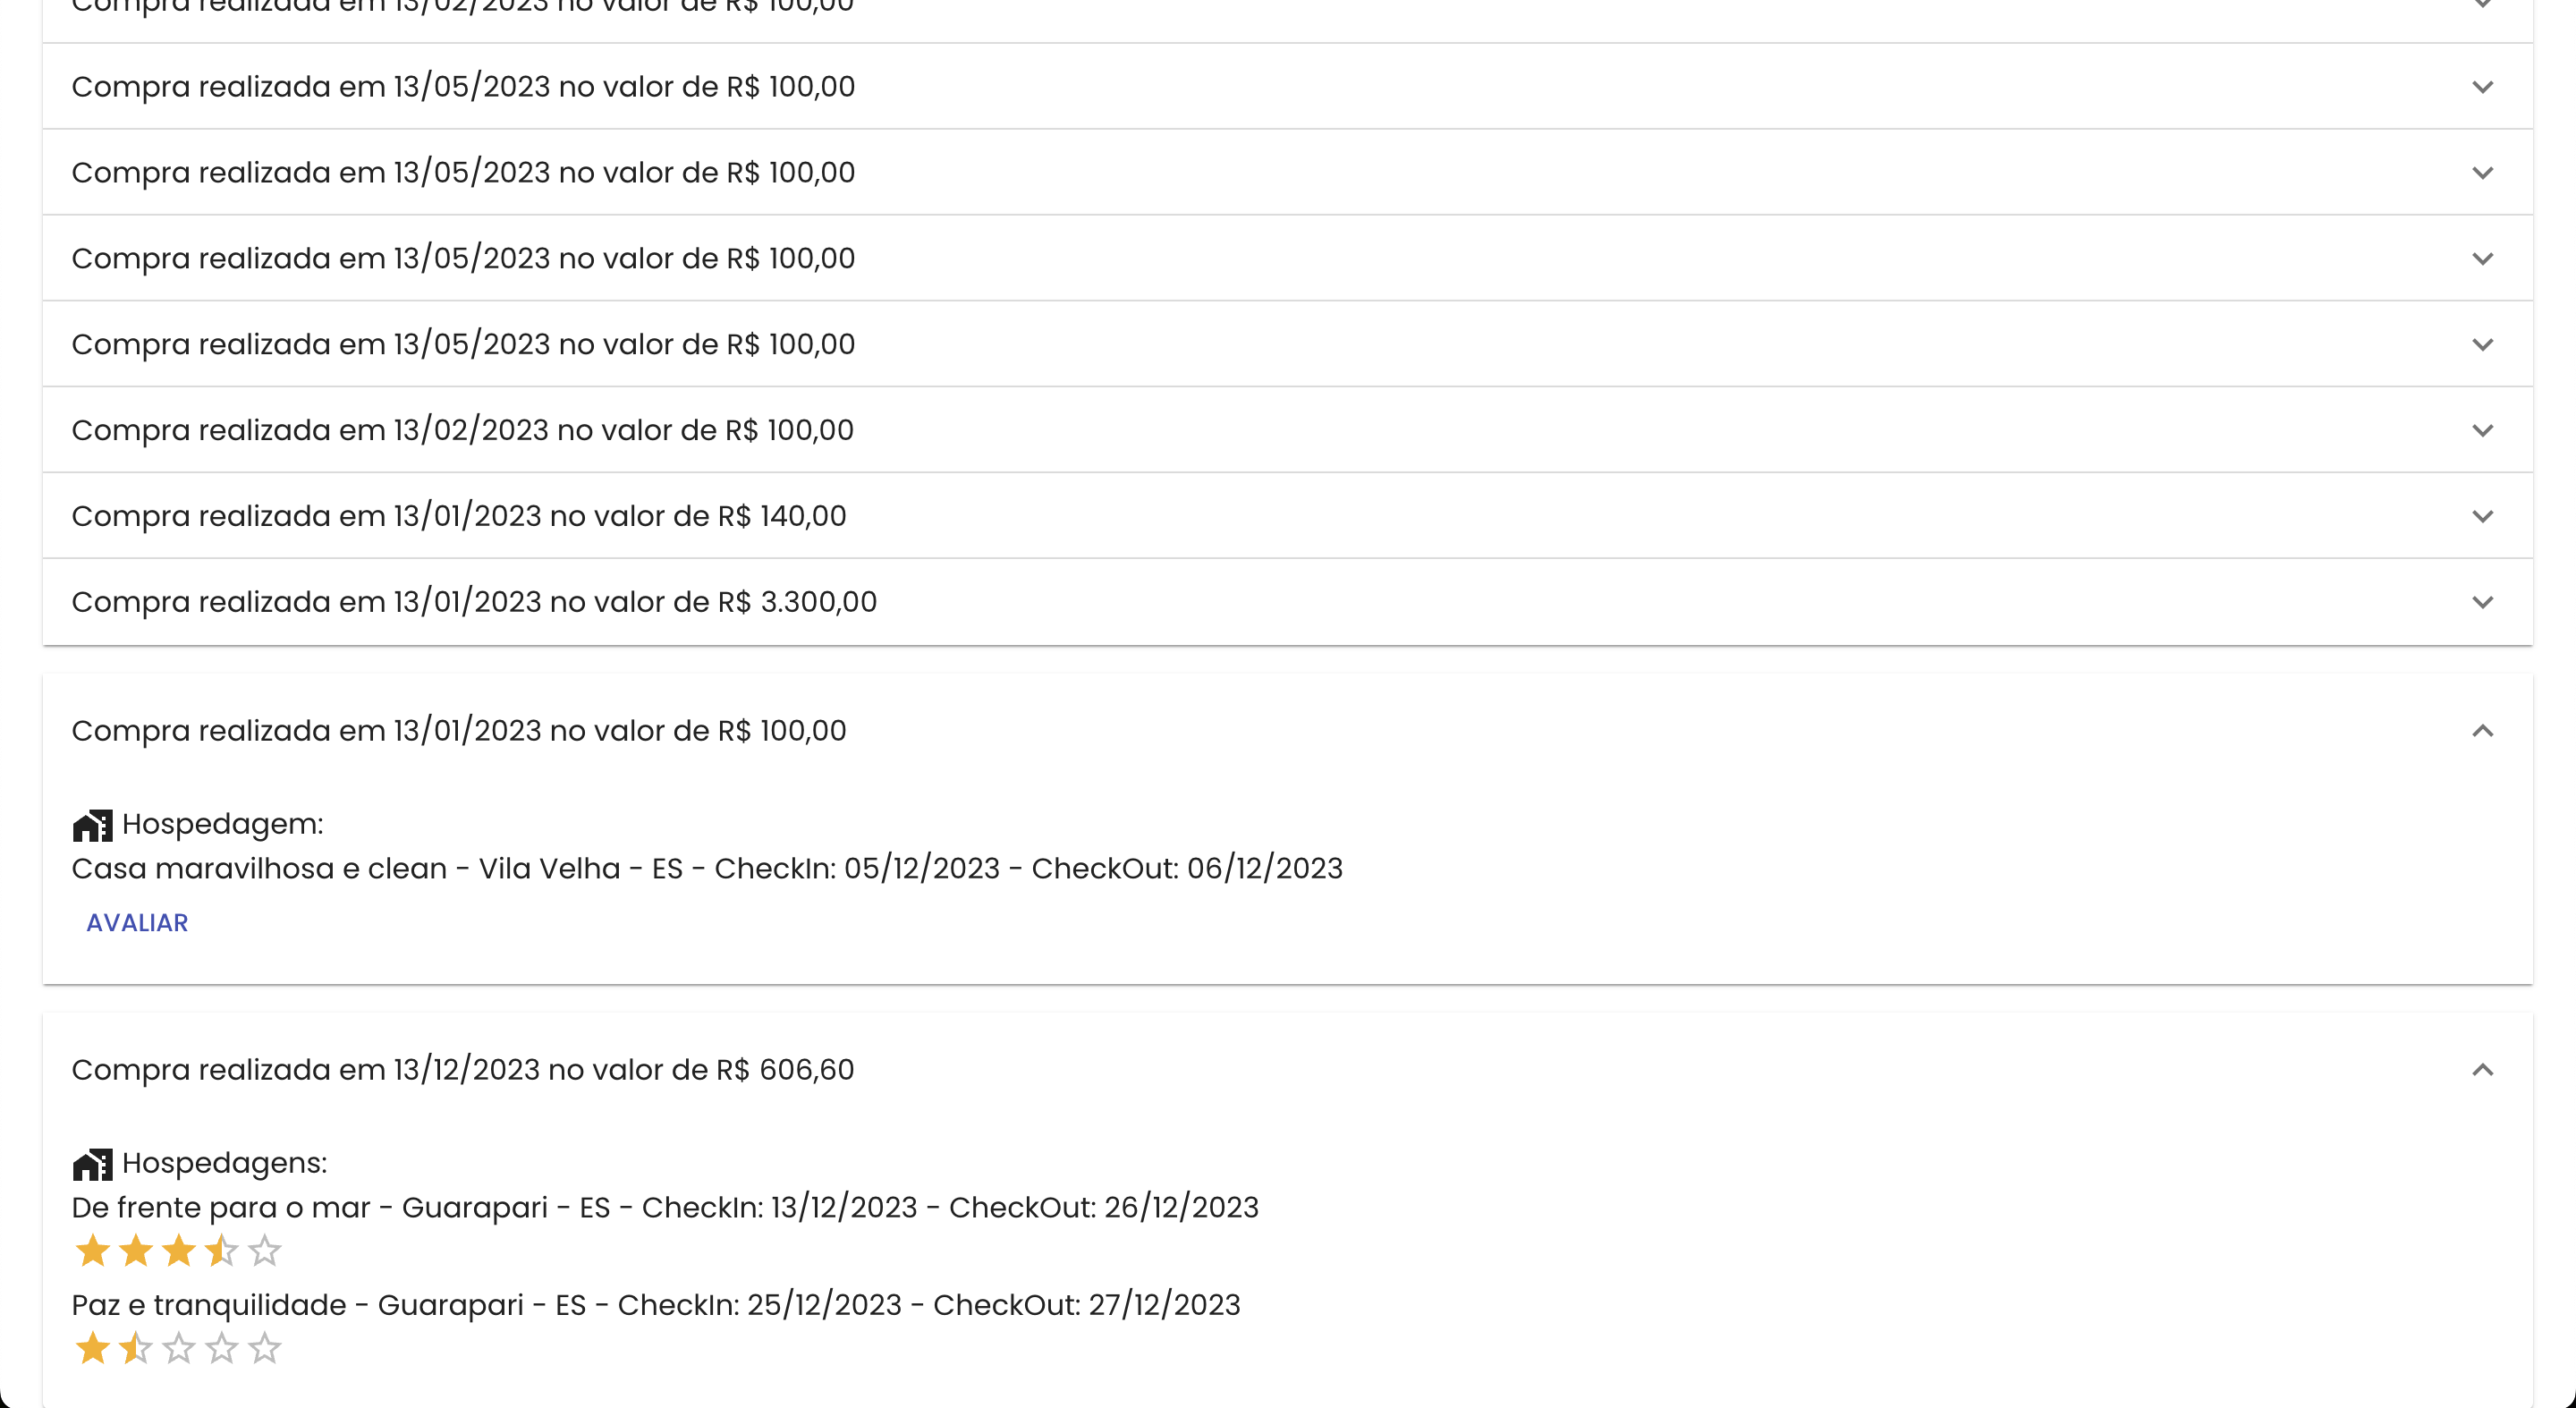 Compra realizada em 13/02/2023 no valor de R$ 100,00
Compra realizada em 13/05/2023 no valor de R$ 100,00
Compra realizada em 13/05/2023 no valor de R$ 100,00
Compra realizada em 13/05/2023 no valor de R$ 100,00
Compra realizada em 13/05/2023 no valor de R$ 100,00
Compra realizada em 13/02/2023 no valor de R$ 100,00
Compra realizada em 13/01/2023 no valor de R$ 140,00
Compra realizada em 13/01/2023 no valor de R$ 3.300,00
Compra realizada em 13/01/2023 no valor de R$ 100,00
Hospedagem:
Casa maravilhosa e clean - Vila Velha - ES - CheckIn: 05/12/2023 - CheckOut: 06/12/2023
AVALIAR
Compra realizada em 13/12/2023 no valor de R$ 606,60
Hospedagens:
De frente para o mar - Guarapari - ES - CheckIn: 13/12/2023 - CheckOut: 26/12/2023
Paz e tranquilidade - Guarapari - ES - CheckIn: 25/12/2023 - CheckOut: 27/12/2023